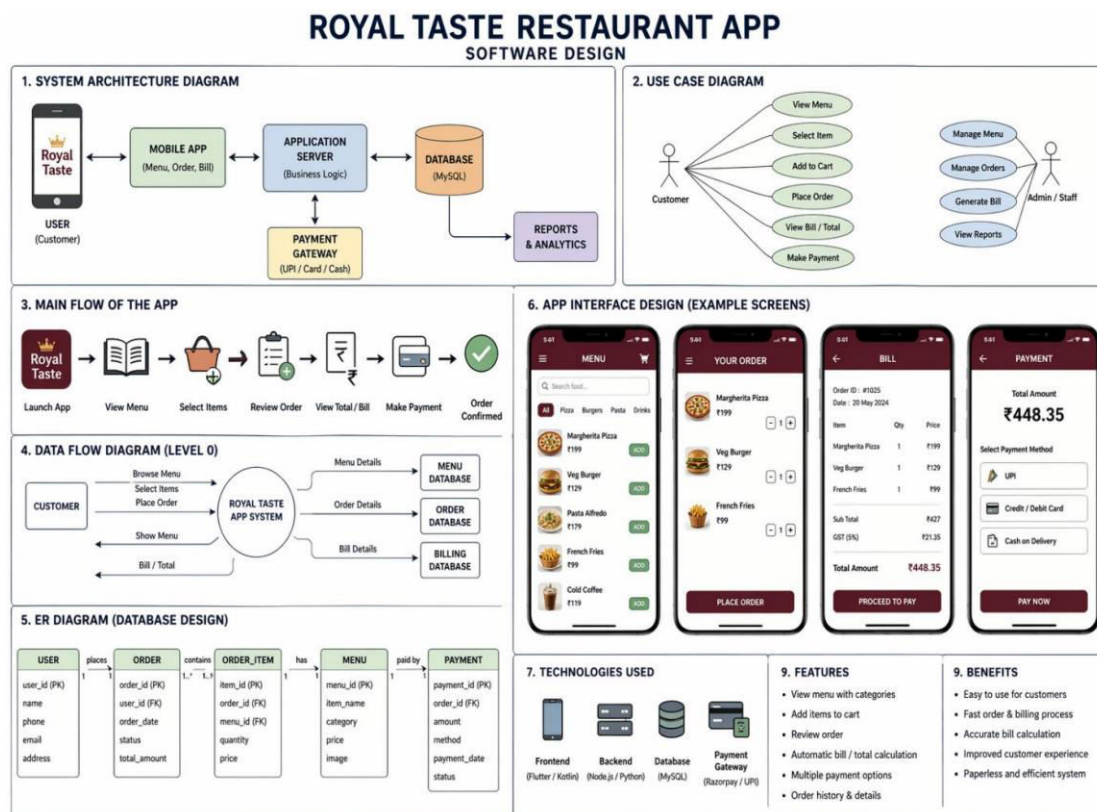 ROYAL TASTE RESTAURANT APP
SOFTWARE DESIGN
1. SYSTEM ARCHITECTURE DIAGRAM
Royal
Taste
USER
(Customer)
MOBILE APP
(Menu, Order, Bill)
APPLICATION
SERVER
(Business Logic)
DATABASE
(MySQL)
PAYMENT
GATEWAY
(UPI / Card / Cash)
REPORTS
& ANALYTICS
2. USE CASE DIAGRAM
Customer
View Menu
Select Item
Add to Cart
Place Order
View Bill / Total
Make Payment
Manage Menu
Manage Orders
Generate Bill
View Reports
Admin / Staff
3. MAIN FLOW OF THE APP
Royal
Taste
₹
₹
Launch App
View Menu
Select Items
Review Order
View Total / Bill
Make Payment
Order
Confirmed
4. DATA FLOW DIAGRAM (LEVEL 0)
CUSTOMER
Browse Menu
Select Items
Place Order
Show Menu
Bill / Total
ROYAL TASTE
APP SYSTEM
Menu Details
Order Details
Bill Details
MENU
DATABASE
ORDER
DATABASE
BILLING
DATABASE
5. ER DIAGRAM (DATABASE DESIGN)
USER
user_id (PK)
name
phone
email
address
places
1 1
ORDER
order_id (PK)
user_id (FK)
order_date
status
total_amount
contains
ORDER_ITEM
item_id (PK)
order_id (FK)
menu_id (FK)
quantity
price
has
1 1
MENU
menu_id (PK)
item_name
category
price
image
paid by
1 1
PAYMENT
payment_id (PK)
order_id (FK)
amount
method
payment_date
status
6. APP INTERFACE DESIGN (EXAMPLE SCREENS)
MENU
Search food...
All Pizza Burgers Pasta Drinks
Margherita Pizza
₹199
ADD
Veg Burger
₹129
ADD
Pasta Alfredo
₹179
ADD
French Fries
₹99
ADD
Cold Coffee
₹119
ADD
YOUR ORDER
Margherita Pizza
₹199
- 1 +
Veg Burger
₹129
- 1 +
French Fries
₹99
- 1 +
PLACE ORDER
BILL
Order ID : #1025
Date : 20 May 2024
Item Qty Price
Margherita Pizza 1 ₹199
Veg Burger 1 ₹129
French Fries 1 ₹99
Sub Total ₹427
GST (5%) ₹21.35
Total Amount ₹448.35
PROCEED TO PAY
PAYMENT
Total Amount
₹448.35
Select Payment Method
UPI
Credit / Debit Card
Cash on Delivery
PAY NOW
7. TECHNOLOGIES USED
Frontend
(Flutter / Kotlin)
Backend
(Node.js / Python)
Database
(MySQL)
Payment
Gateway
(Razorpay / UPI)
9. FEATURES
• View menu with categories
• Add items to cart
• Review order
• Automatic bill / total calculation
• Multiple payment options
• Order history & details
9. BENEFITS
• Easy to use for customers
• Fast order & billing process
• Accurate bill calculation
• Improved customer experience
• Paperless and efficient system